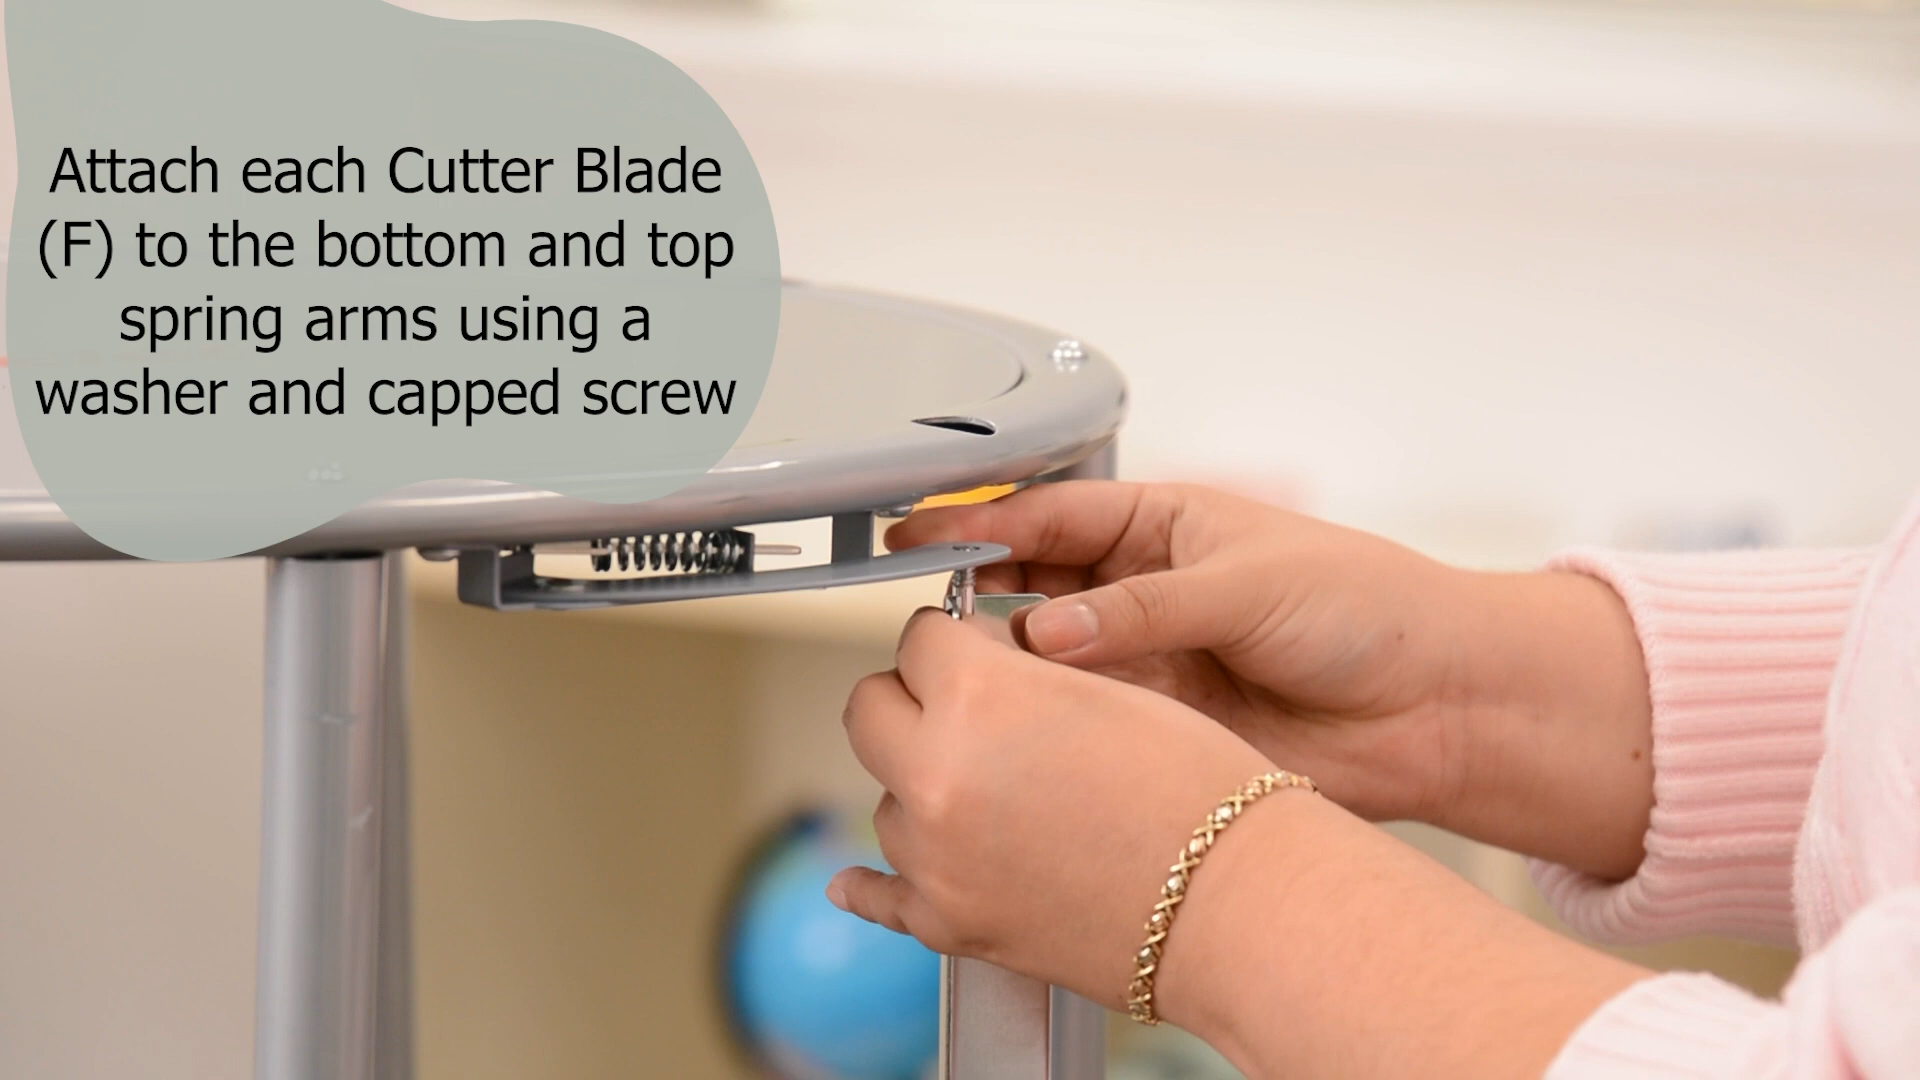 Attach each Cutter Blade
(F) to the bottom and top
spring arms using a
washer and capped screw